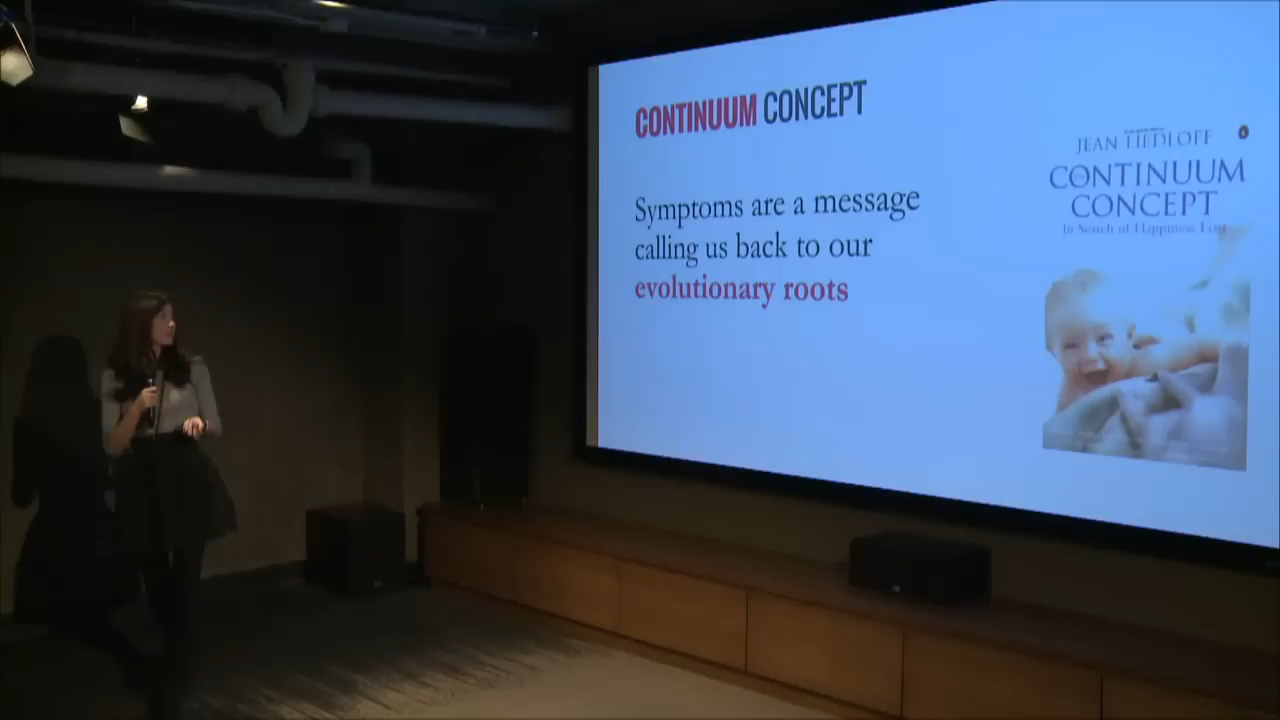 CONTINUUM CONCEPT
Symptoms are a message
calling us back to our
evolutionary roots
JEAN LIEDLOFF
CONTINUUM
CONCEPT
In Search of Happiness Lost